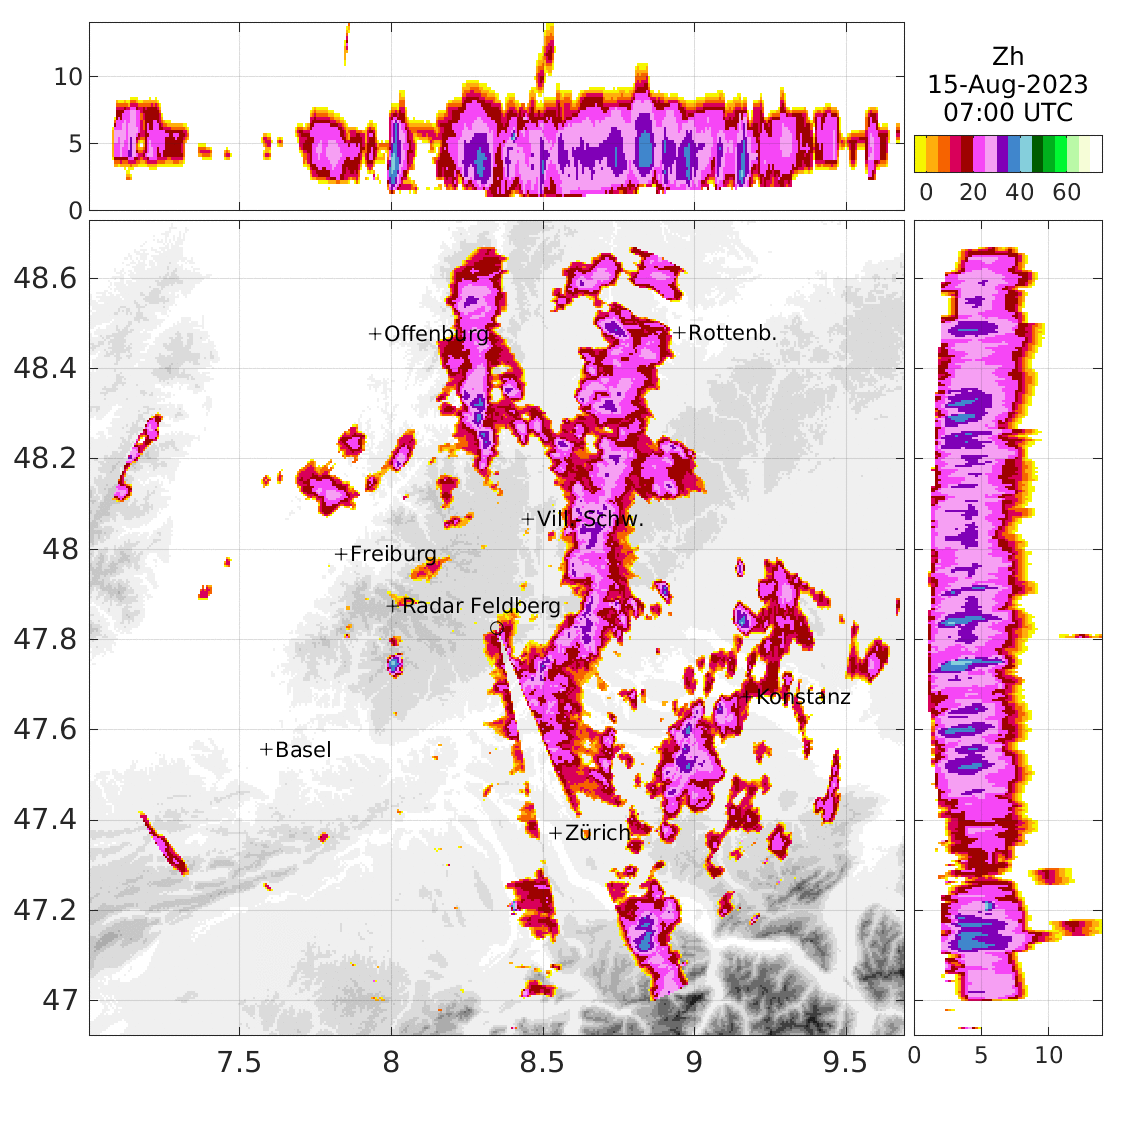 10
5
0
Zh
15-Aug-2023
07:00 UTC
0 20 40 60
48.6
48.4
48.2
48
47.8
47.6
47.4
47.2
47
+Offenburg
+Rottenb.
+Vill.-Schw.
+Freiburg
+Radar Feldberg
+Konstanz
+Basel
+Zürich
7.5 8 8.5 9 9.5
0 5 10